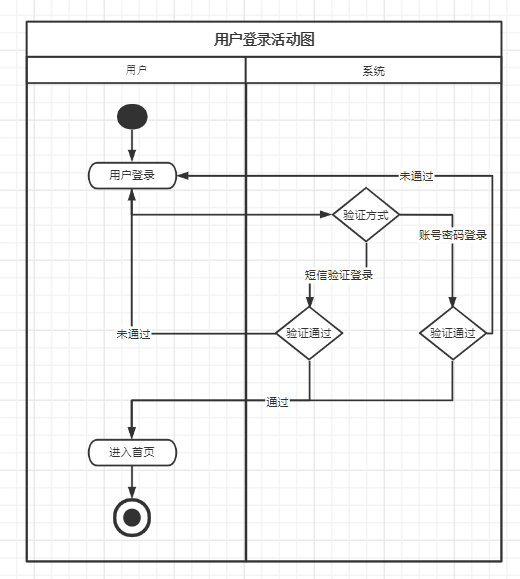 用户登录活动图
用户
系统
用户登录
未通过
验证方式
账号密码登录
短信验证登录
未通过
验证通过
验证通过
通过
进入首页